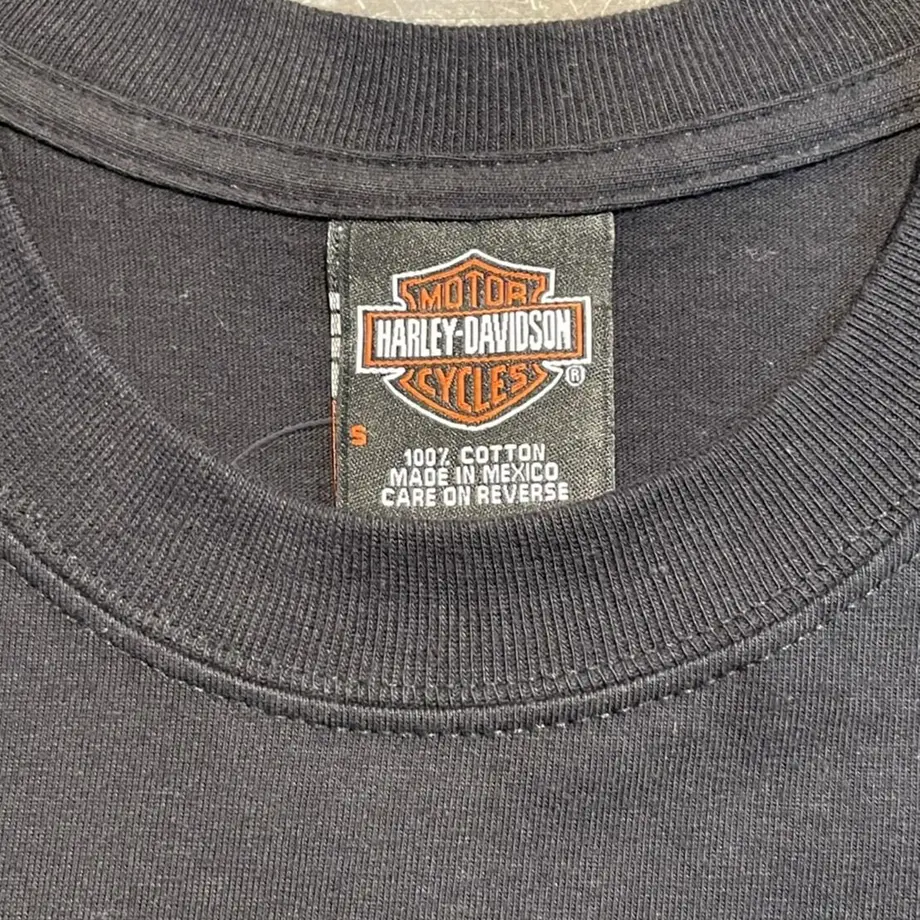 MOTOR
HARLEY-DAVIDSON
CYCLES
®
S
100% COTTON
MADE IN MEXICO
CARE ON REVERSE